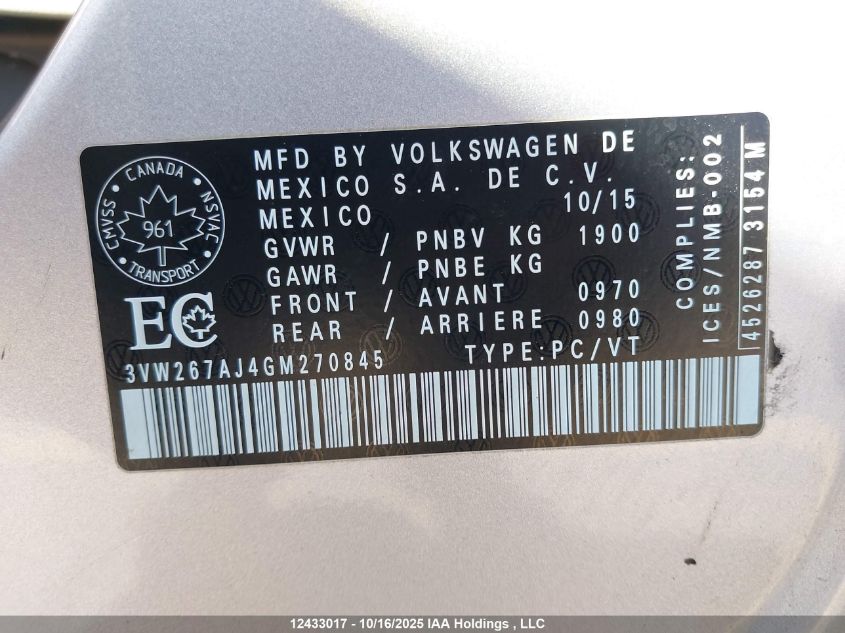 CANADA
CMVSS
NSVAC
961
TRANSPORT
EC
MFD BY VOLKSWAGEN DE
MEXICO S.A. DE C.V.
MEXICO 10/15
GVWR / PNBV KG 1900
GAWR / PNBE KG
FRONT / AVANT 0970
REAR / ARRIERE 0980
TYPE:PC/VT
3VW267AJ4GM270845
COMPLIES:
ICES/NMB-002
4526287 3154 M
12433017 - 10/16/2025 IAA Holdings , LLC